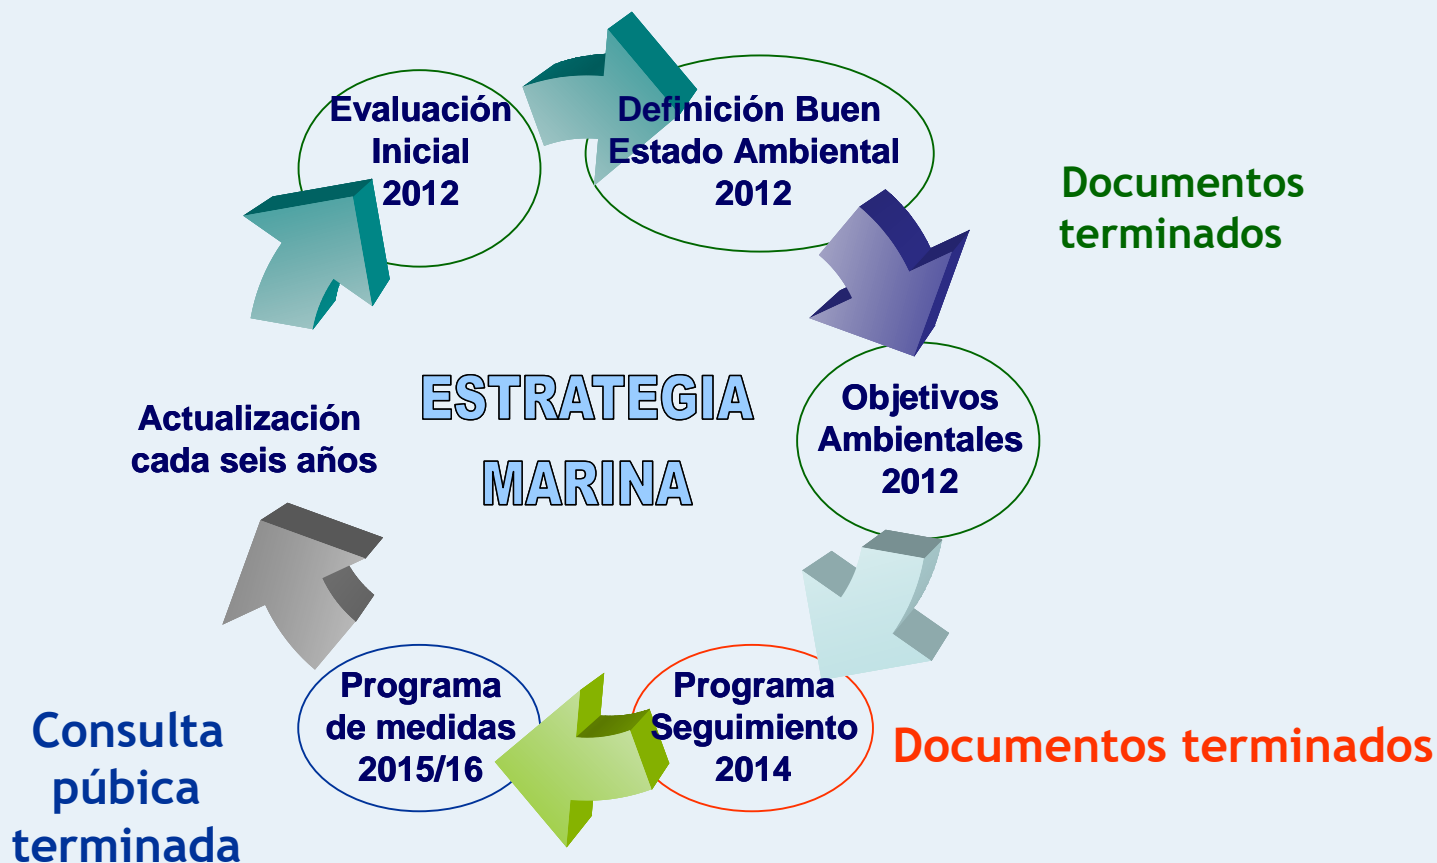 Evaluación
Inicial
2012
Definición Buen
Estado Ambiental
2012
Documentos
terminados
Objetivos
Ambientales
2012
ESTRATEGIA
MARINA
Actualización
cada seis años
Programa
de medidas
2015/16
Programa
Seguimiento
2014
Documentos terminados
Consulta
púbica
terminada